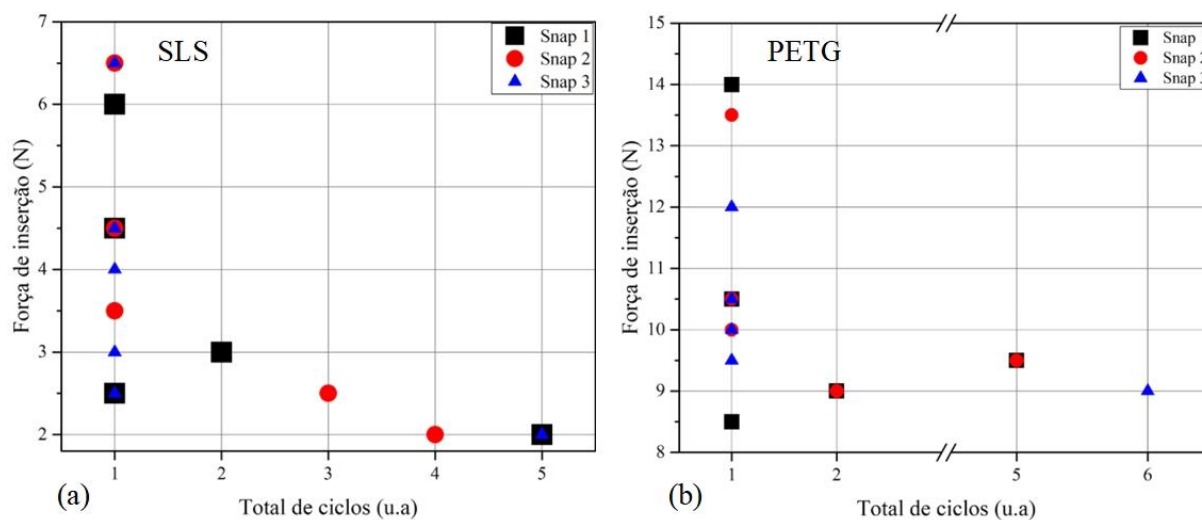 SLS
Snap 1
Snap 2
Snap 3
7
6
5
4
3
2
Força de inserção (N)
1
2
3
4
5
Total de ciclos (u.a)
(a)
PETG
Snap
Snap 2
Snap 3
15
14
13
12
11
10
9
8
Força de inserção (N)
1
2
5
6
Total de ciclos (u.a)
(b)